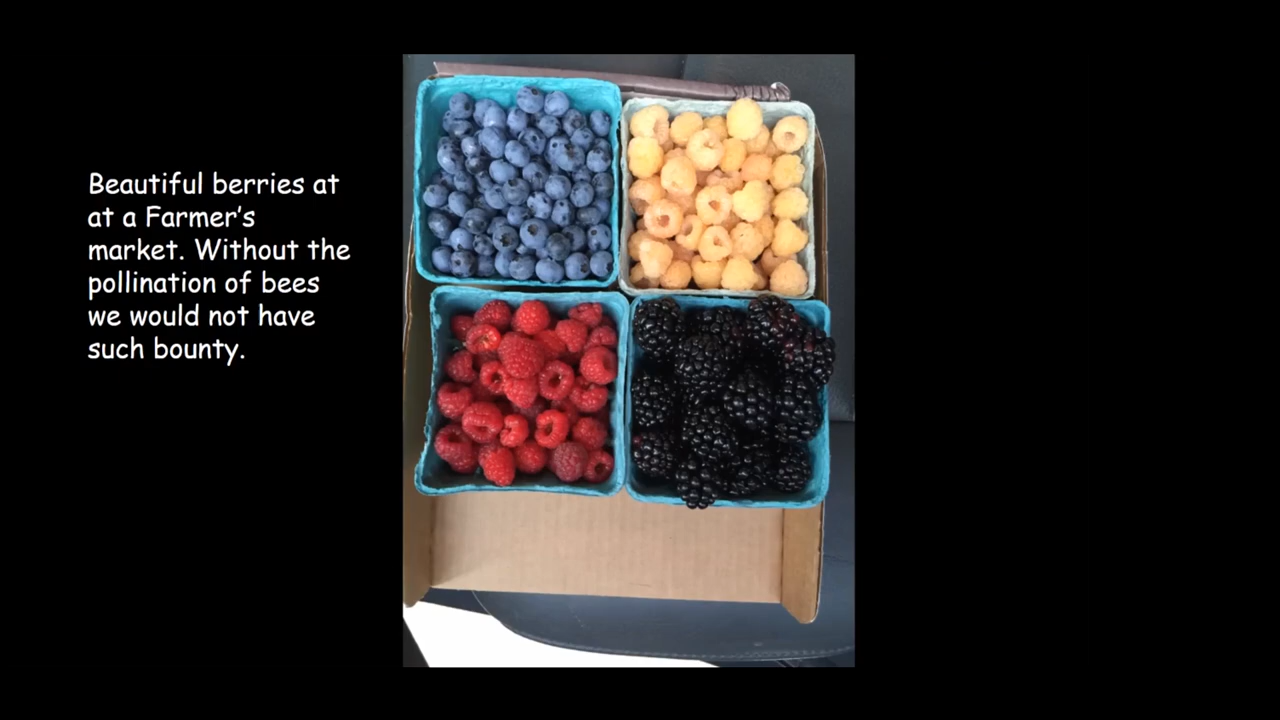 Beautiful berries at
at a Farmer's
market. Without the
pollination of bees
we would not have
such bounty.